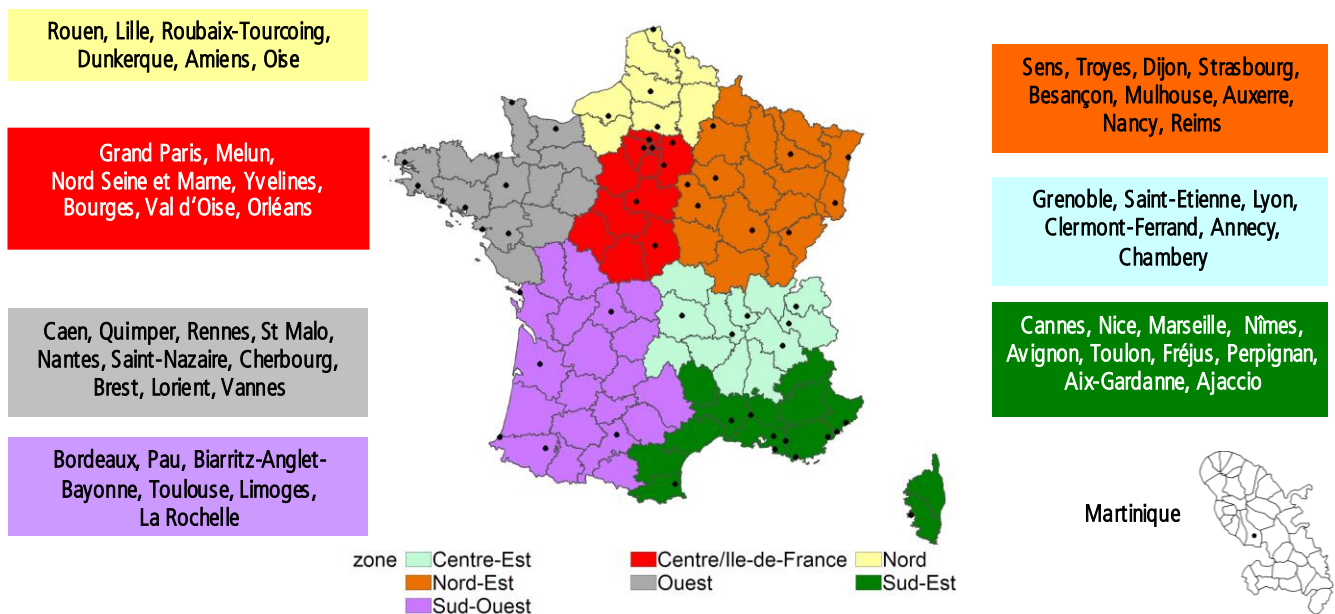 Rouen, Lille, Roubaix-Tourcoing,
Dunkerque, Amiens, Oise
Grand Paris, Melun,
Nord Seine et Marne, Yvelines,
Bourges, Val d’Oise, Orléans
Caen, Quimper, Rennes, St Malo,
Nantes, Saint-Nazaire, Cherbourg,
Brest, Lorient, Vannes
Bordeaux, Pau, Biarritz-Anglet-
Bayonne, Toulouse, Limoges,
La Rochelle
Sens, Troyes, Dijon, Strasbourg,
Besançon, Mulhouse, Auxerre,
Nancy, Reims
Grenoble, Saint-Etienne, Lyon,
Clermont-Ferrand, Annecy,
Chambery
Cannes, Nice, Marseille, Nîmes,
Avignon, Toulon, Fréjus, Perpignan,
Aix-Gardanne, Ajaccio
Martinique
zone Centre-Est Centre/Ile-de-France Nord
Nord-Est Ouest Sud-Est
Sud-Ouest